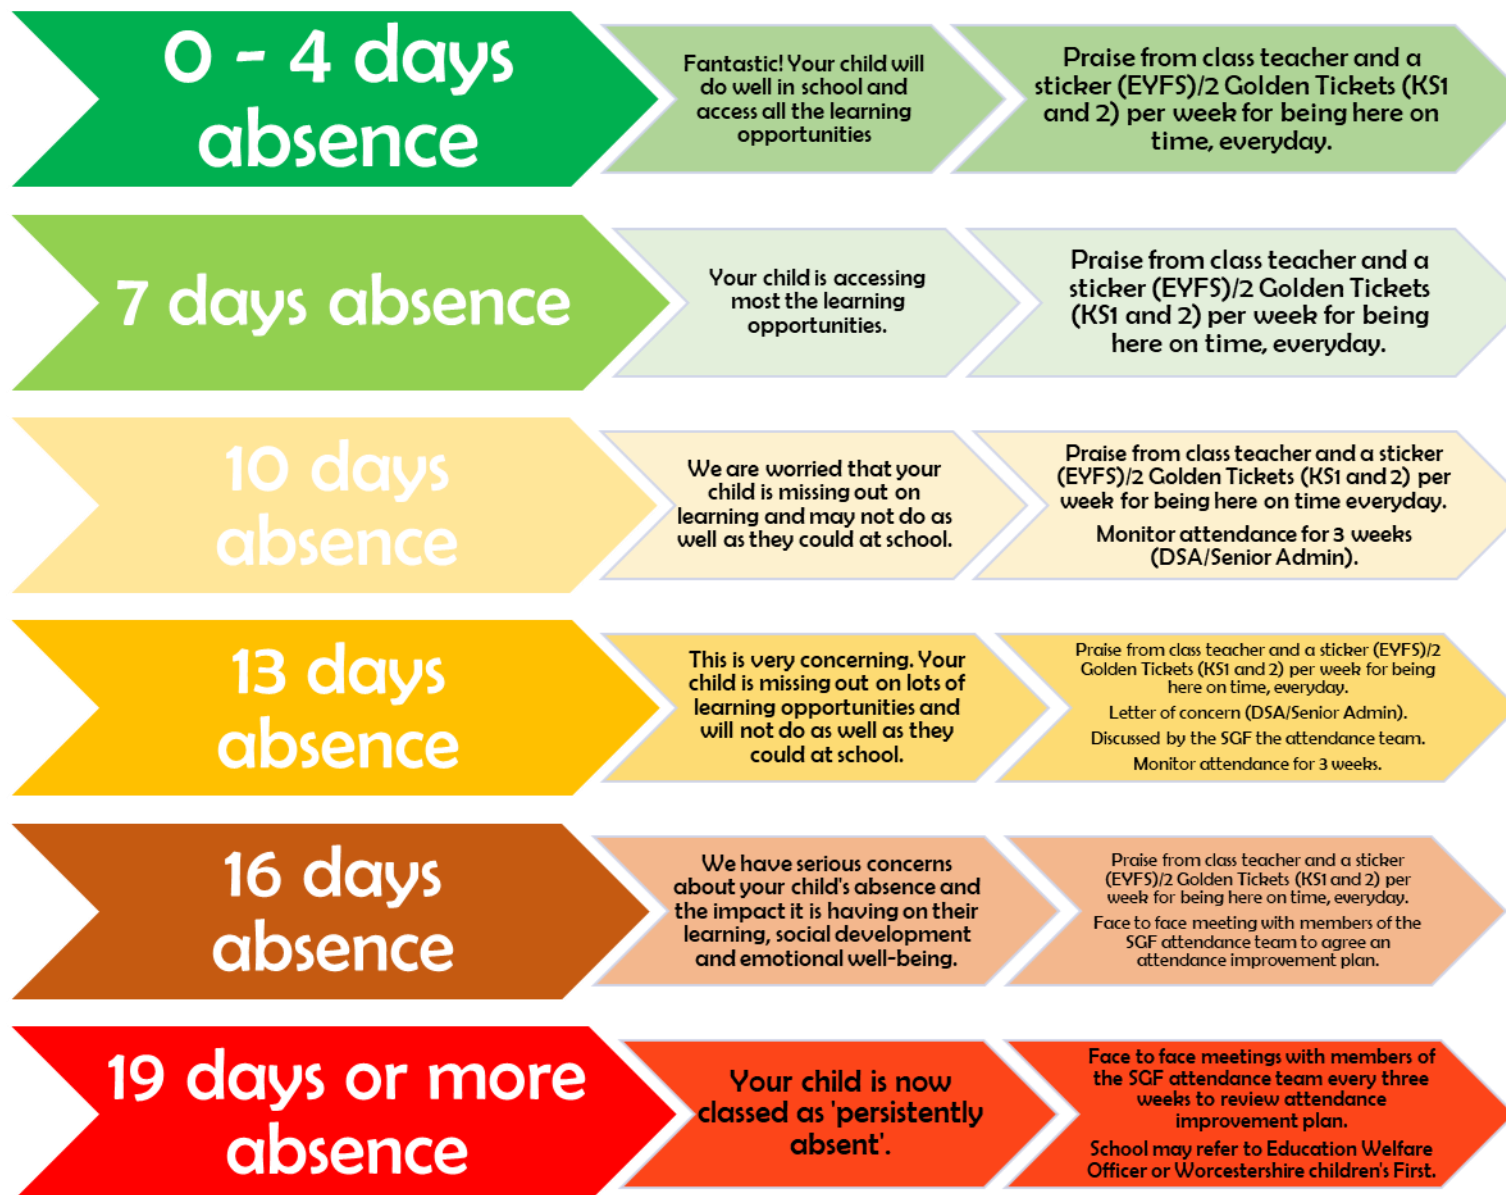 0 - 4 days
absence
Fantastic! Your child will
do well in school and
access all the learning
opportunities
Praise from class teacher and a
sticker (EYFS)/2 Golden Tickets (KS1
and 2) per week for being here on
time, everyday.
7 days absence
Your child is accessing
most the learning
opportunities.
Praise from class teacher and a
sticker (EYFS)/2 Golden Tickets
(KS1 and 2) per week for being
here on time, everyday.
10 days
absence
We are worried that your
child is missing out on
learning and may not do as
well as they could at school.
Praise from class teacher and a sticker
(EYFS)/2 Golden Tickets (KS1 and 2) per
week for being here on time everyday.
Monitor attendance for 3 weeks
(DSA/Senior Admin).
13 days
absence
This is very concerning. Your
child is missing out on lots of
learning opportunities and
will not do as well as they
could at school.
Praise from class teacher and a sticker (EYFS)/2
Golden Tickets (KS1 and 2) per week for being
here on time, everyday.
Letter of concern (DSA/Senior Admin).
Discussed by the SGF the attendance team.
Monitor attendance for 3 weeks.
16 days
absence
We have serious concerns
about your child's absence and
the impact it is having on their
learning, social development
and emotional well-being.
Praise from class teacher and a sticker
(EYFS)/2 Golden Tickets (KS1 and 2) per
week for being here on time, everyday.
Face to face meeting with members of the
SGF attendance team to agree an
attendance improvement plan.
19 days or more
absence
Your child is now
classed as 'persistently
absent'.
Face to face meetings with members of
the SGF attendance team every three
weeks to review attendance
improvement plan.
School may refer to Education Welfare
Officer or Worcestershire children's First.